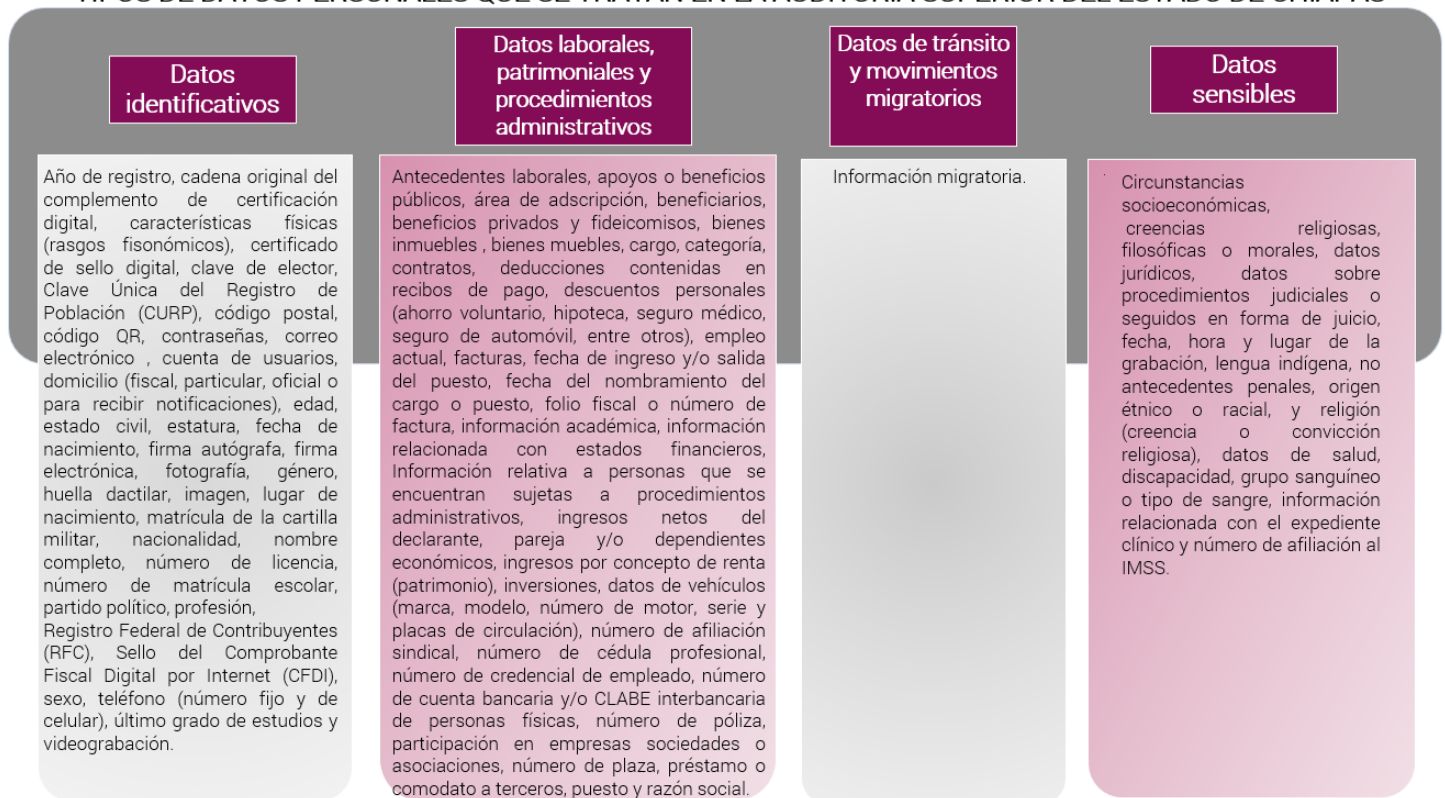 TIPOS DE DATOS PERSONALES QUE SE TRATAN EN LA AUDITORÍA SUPERIOR DEL ESTADO DE CHIAPAS
Datos
identificativos
Año de registro, cadena original del
complemento de certificación
digital, características físicas
(rasgos fisonómicos), certificado
de sello digital, clave de elector,
Clave Única del Registro de
Población (CURP), código postal,
código QR, contraseñas, correo
electrónico , cuenta de usuarios,
domicilio (fiscal, particular, oficial o
para recibir notificaciones), edad,
estado civil, estatura, fecha de
nacimiento, firma autógrafa, firma
electrónica, fotografía, género,
huella dactilar, imagen, lugar de
nacimiento, matrícula de la cartilla
militar, nacionalidad, nombre
completo, número de licencia,
número de matrícula escolar,
partido político, profesión,
Registro Federal de Contribuyentes
(RFC), Sello del Comprobante
Fiscal Digital por Internet (CFDI),
sexo, teléfono (número fijo y de
celular), último grado de estudios y
videograbación.
Datos laborales,
patrimoniales y
procedimientos
administrativos
Antecedentes laborales, apoyos o beneficios
públicos, área de adscripción, beneficiarios,
beneficios privados y fideicomisos, bienes
inmuebles , bienes muebles, cargo, categoría,
contratos, deducciones contenidas en
recibos de pago, descuentos personales
(ahorro voluntario, hipoteca, seguro médico,
seguro de automóvil, entre otros), empleo
actual, facturas, fecha de ingreso y/o salida
del puesto, fecha del nombramiento del
cargo o puesto, folio fiscal o número de
factura, información académica, información
relacionada con estados financieros,
Información relativa a personas que se
encuentran sujetas a procedimientos
administrativos, ingresos netos del
declarante, pareja y/o dependientes
económicos, ingresos por concepto de renta
(patrimonio), inversiones, datos de vehículos
(marca, modelo, número de motor, serie y
placas de circulación), número de afiliación
sindical, número de cédula profesional,
número de credencial de empleado, número
de cuenta bancaria y/o CLABE interbancaria
de personas físicas, número de póliza,
participación en empresas sociedades o
asociaciones, número de plaza, préstamo o
comodato a terceros, puesto y razón social.
Datos de tránsito
y movimientos
migratorios
Información migratoria.
Datos
sensibles
Circunstancias
socioeconómicas,
creencias religiosas,
filosóficas o morales, datos
jurídicos, datos sobre
procedimientos judiciales o
seguidos en forma de juicio,
fecha, hora y lugar de la
grabación, lengua indígena, no
antecedentes penales, origen
étnico o racial, y religión
(creencia o convicción
religiosa), datos de salud,
discapacidad, grupo sanguíneo
o tipo de sangre, información
relacionada con el expediente
clínico y número de afiliación al
IMSS.